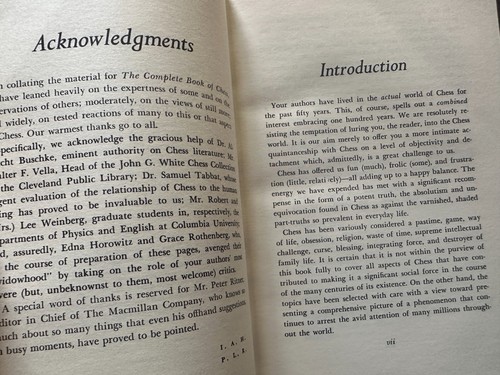 Acknowledgments
n collating the material for The Complete Book of Chess,
have leaned heavily on the expertness of some and on the
ervations of others; moderately, on the views of still more;
widely, on tested reactions of many to this or that aspect
Chess. Our warmest thanks go to all.
pecifically, we acknowledge the gracious help of Dr. Al-
cht Buschke, eminent authority on Chess literature; Mr.
alter F. Vella, Head of the John G. White Chess Collection
the Cleveland Public Library; Dr. Samuel Tabbat, whose
gent evaluation of the relationship of Chess to the human
ing has proved to be invaluable to us; Mr. Robert and
rs.) Lee Weinberg, graduate students in, respectively, the
partments of Physics and English at Columbia University;
d, assuredly, Edna Horowitz and Grace Rothenberg, who,
the course of preparation of these pages, avenged their
vidowhood" by taking on the role of your authors' most
vere (but, unbeknownst to them, most welcome) critics.
A special word of thanks is reserved for Mr. Peter Ritner,
ditor in Chief of The Macmillan Company, who knows
much about so many things that even his offhand suggestions,
n busy moments, have proved to be pointed.
I. A. H.
P. L. R.
Introduction
Your authors have lived in the actual world of Chess for
the past fifty years. This, of course, spells out a combined
interest embracing one hundred years. We are resolutely re-
sisting the temptation of luring you, the reader, into the Chess
world. It is our aim merely to offer you a more intimate ac-
quaintanceship with Chess on a level of objectivity and de-
tachment which, admittedly, is a great challenge to us.
Chess has offered us fun (much), frolic (some), and frustra-
tion (little, relatively)—all adding up to a happy balance. The
energy we have expended has met with a significant recom-
pense in the form of a potent truth, the absolutism and un-
equivocation found in Chess as against the varnished, shaded
part-truths so prevalent in everyday life.
Chess has been variously considered a pastime, game, way
of life, obsession, religion, waste of time, supreme intellectual
challenge, curse, blessing, integrating force, and destroyer of
family life. It is certain that it is not within the purview of
this book fully to cover all aspects of Chess that have con-
tributed to making it a significant social force in the course
of the many centuries of its existence. On the other hand, the
topics have been selected with care with a view toward pre-
senting a comprehensive picture of a phenomenon that con-
tinues to arrest the avid attention of many millions through-
out the world.
vii